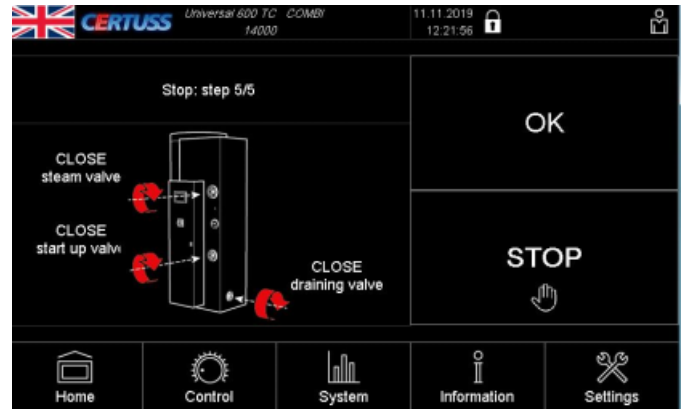 CERTUSS
Universal 600 TC COMBI
14000
11.11.2019
12:21:56
Stop: step 5/5
OK
CLOSE
steam valve
CLOSE
start up valv
CLOSE
draining valve
STOP
Home
Control
System
Information
Settings